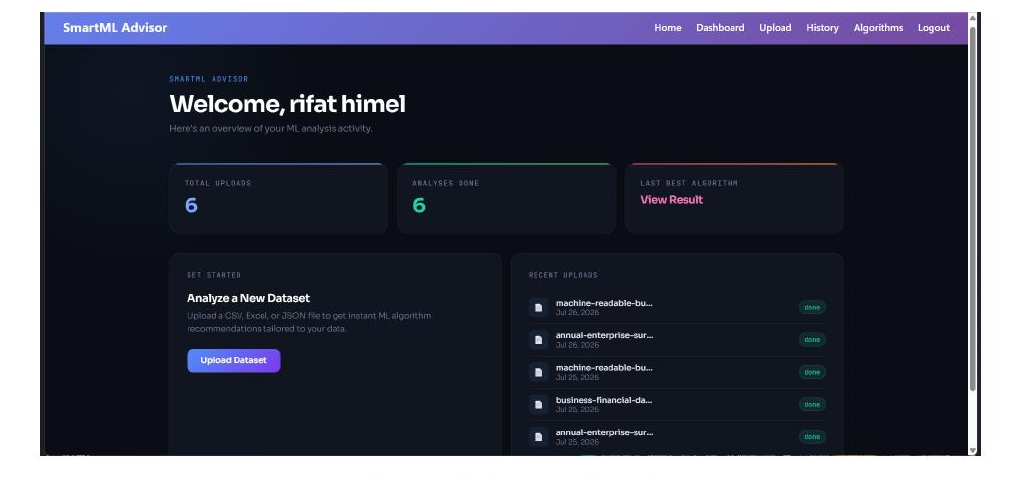 SmartML Advisor
Home Dashboard Upload History Algorithms Logout
SMARTML ADVISOR
Welcome, rifat himel
Here's an overview of your ML analysis activity.
TOTAL UPLOADS
6
ANALYSES DONE
6
LAST BEST ALGORITHM
View Result
GET STARTED
Analyze a New Dataset
Upload a CSV, Excel, or JSON file to get instant ML algorithm
recommendations tailored to your data.
Upload Dataset
RECENT UPLOADS
machine-readable-bu...
Jul 26, 2026
done
annual-enterprise-sur...
Jul 26, 2026
done
machine-readable-bu...
Jul 25, 2026
done
business-financial-da...
Jul 25, 2026
done
annual-enterprise-sur...
Jul 25, 2026
done